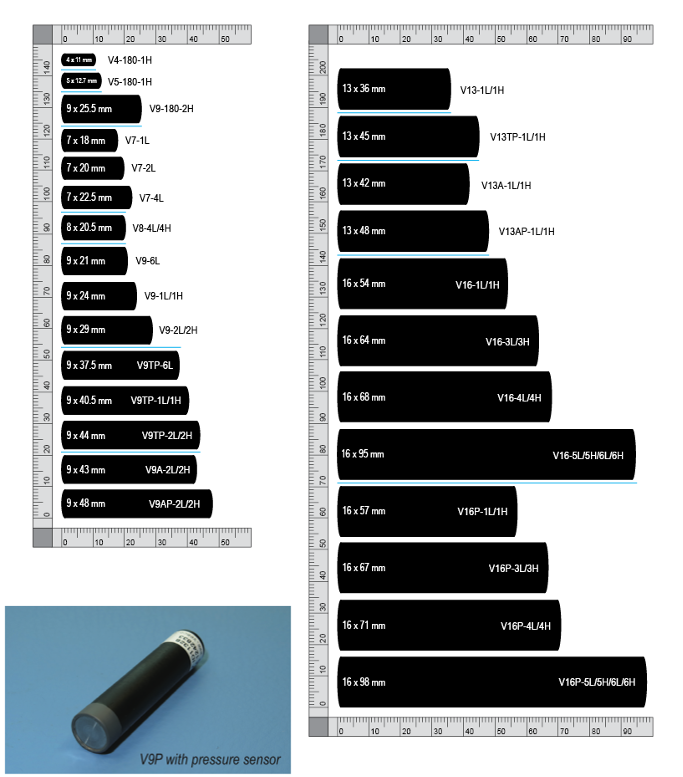 0 10 20 30 40 50
4 x 11 mm V4-180-1H
5 x 12.7 mm V5-180-1H
9 x 25.5 mm V9-180-2H
7 x 18 mm V7-1L
7 x 20 mm V7-2L
7 x 22.5 mm V7-4L
8 x 20.5 mm V8-4L/4H
9 x 21 mm V9-6L
9 x 24 mm V9-1L/1H
9 x 29 mm V9-2L/2H
9 x 37.5 mm V9TP-6L
9 x 40.5 mm V9TP-1L/1H
9 x 44 mm V9TP-2L/2H
9 x 43 mm V9A-2L/2H
9 x 48 mm V9AP-2L/2H
140 130 120 110 100 90 80 70 60 50 40 30 20 10 0
0 10 20 30 40 50
V9P with pressure sensor
0 10 20 30 40 50 60 70 80 90
13 x 36 mm V13-1L/1H
13 x 45 mm V13TP-1L/1H
13 x 42 mm V13A-1L/1H
13 x 48 mm V13AP-1L/1H
16 x 54 mm V16-1L/1H
16 x 64 mm V16-3L/3H
16 x 68 mm V16-4L/4H
16 x 95 mm V16-5L/5H/6L/6H
16 x 57 mm V16P-1L/1H
16 x 67 mm V16P-3L/3H
16 x 71 mm V16P-4L/4H
16 x 98 mm V16P-5L/5H/6L/6H
200 190 180 170 160 150 140 130 120 110 100 90 80 70 60 50 40 30 20 10 0
0 10 20 30 40 50 60 70 80 90